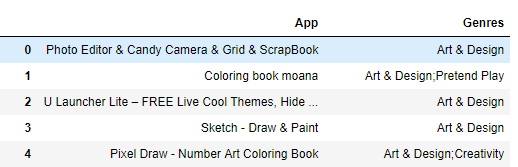 App Genres
0 Photo Editor & Candy Camera & Grid & ScrapBook Art & Design
1 Coloring book moana Art & Design;Pretend Play
2 U Launcher Lite – FREE Live Cool Themes, Hide ... Art & Design
3 Sketch - Draw & Paint Art & Design
4 Pixel Draw - Number Art Coloring Book Art & Design;Creativity